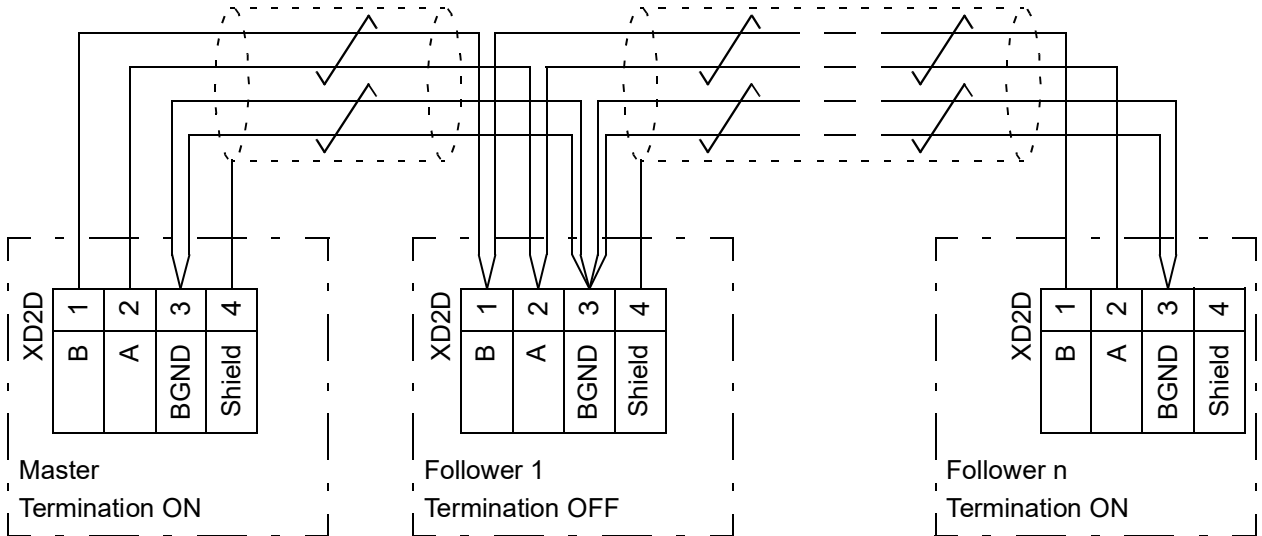 XD2D
1 2 3 4
B A BGND Shield
Master
Termination ON
XD2D
1 2 3 4
B A BGND Shield
Follower 1
Termination OFF
XD2D
1 2 3 4
B A BGND Shield
Follower n
Termination ON